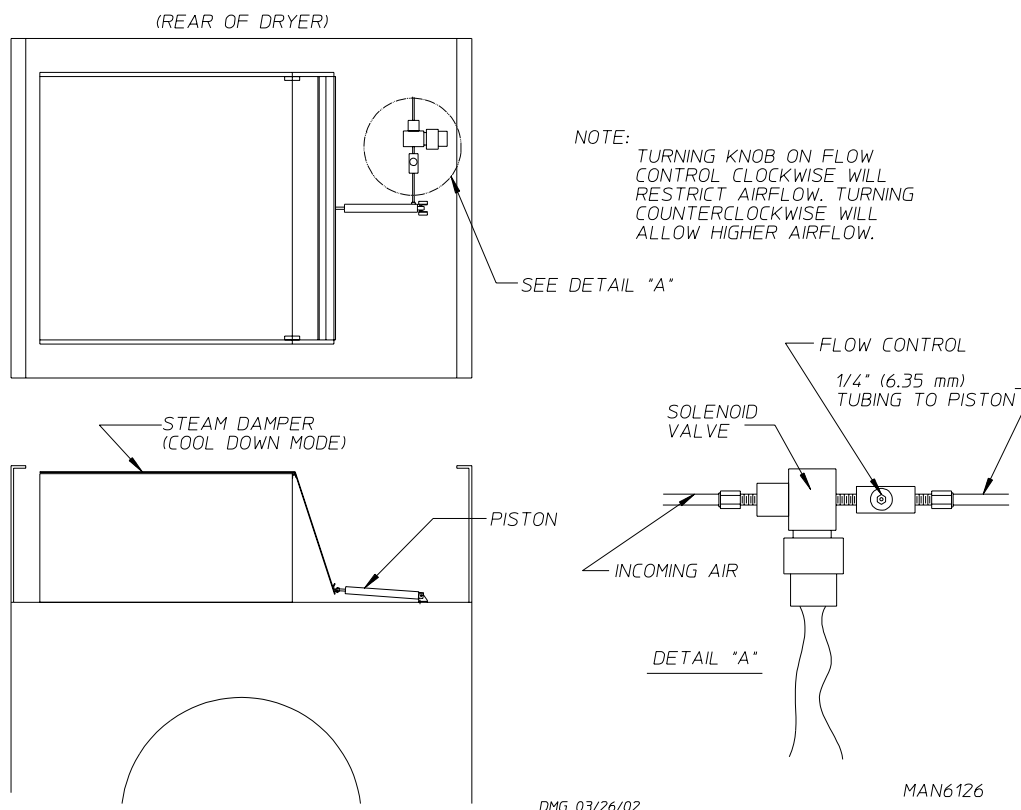 (REAR OF DRYER)
NOTE:
TURNING KNOB ON FLOW
CONTROL CLOCKWISE WILL
RESTRICT AIRFLOW. TURNING
COUNTERCLOCKWISE WILL
ALLOW HIGHER AIRFLOW.
SEE DETAIL "A"
FLOW CONTROL
1/4" (6.35 mm)
TUBING TO PISTON
SOLENOID
VALVE
STEAM DAMPER
(COOL DOWN MODE)
PISTON
INCOMING AIR
DETAIL "A"
MAN6126
DMG 03/26/02